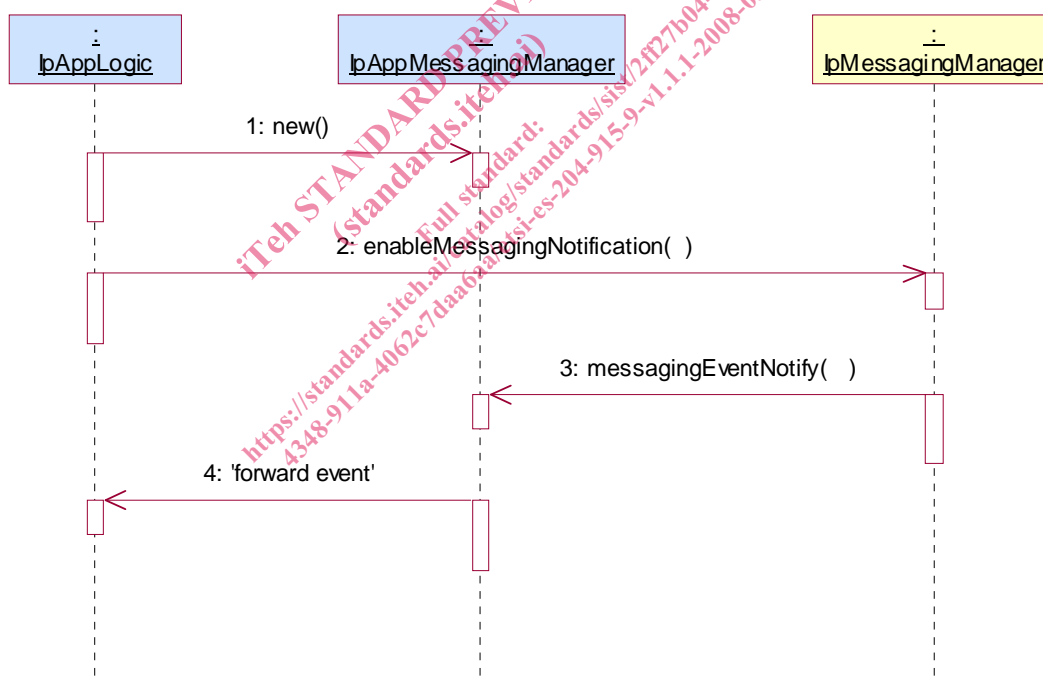 :
IpAppLogic
:
IpAppMessagingManager
:
IpMessagingManager
1: new()
2: enableMessagingNotification( )
3: messagingEventNotify( )
4: 'forward event'
iTeh STANDARD PREV
(standards.iteh.ai)
Full standard:
https://standards.iteh.ai/catalog/standards/sist/2ff27b04-
4348-911a-4062c7daa6aa/etsi-es-204-915-9-v1.1.1-2008-0